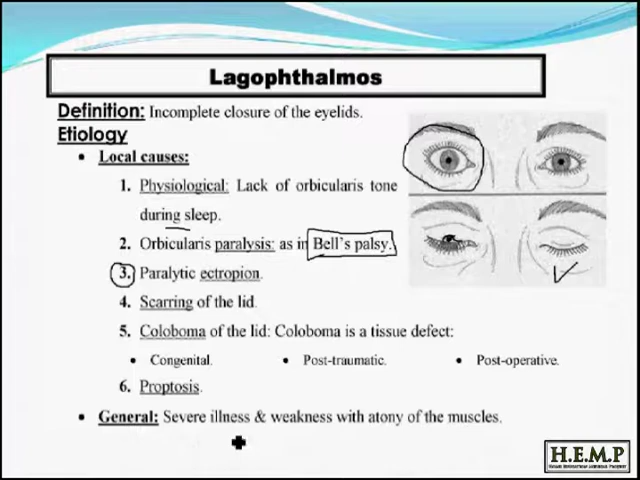 Lagophthalmos
Definition: Incomplete closure of the eyelids.
Etiology
• Local causes:
1. Physiological: Lack of orbicularis tone
during sleep.
2. Orbicularis paralysis: as in Bell's palsy.
3. Paralytic ectropion.
4. Scarring of the lid.
5. Coloboma of the lid: Coloboma is a tissue defect:
• Congenital. • Post-traumatic. • Post-operative.
6. Proptosis.
• General: Severe illness & weakness with atony of the muscles.
H.E.M.P